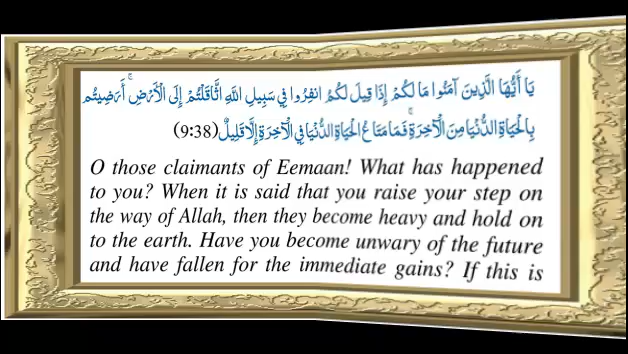 يَا أَيُّهَا الَّذِينَ آمَنُوا مَا لَكُمْ إِذَا قِيلَ لَكُمُ انفِرُوا فِي سَبِيلِ اللَّهِ اثَّاقَلْتُمْ إِلَى الْأَرْضِ ۚ أَرَضِيتُم
بِالْحَيَاةِ الدُّنْيَا مِنَ الْآخِرَةِ ۚ فَمَا مَتَاعُ الْحَيَاةِ الدُّنْيَا فِي الْآخِرَةِ إِلَّا قَلِيلٌ (9:38)
O those claimants of Eemaan! What has happened
to you? When it is said that you raise your step on
the way of Allah, then they become heavy and hold on
to the earth. Have you become unwary of the future
and have fallen for the immediate gains? If this is